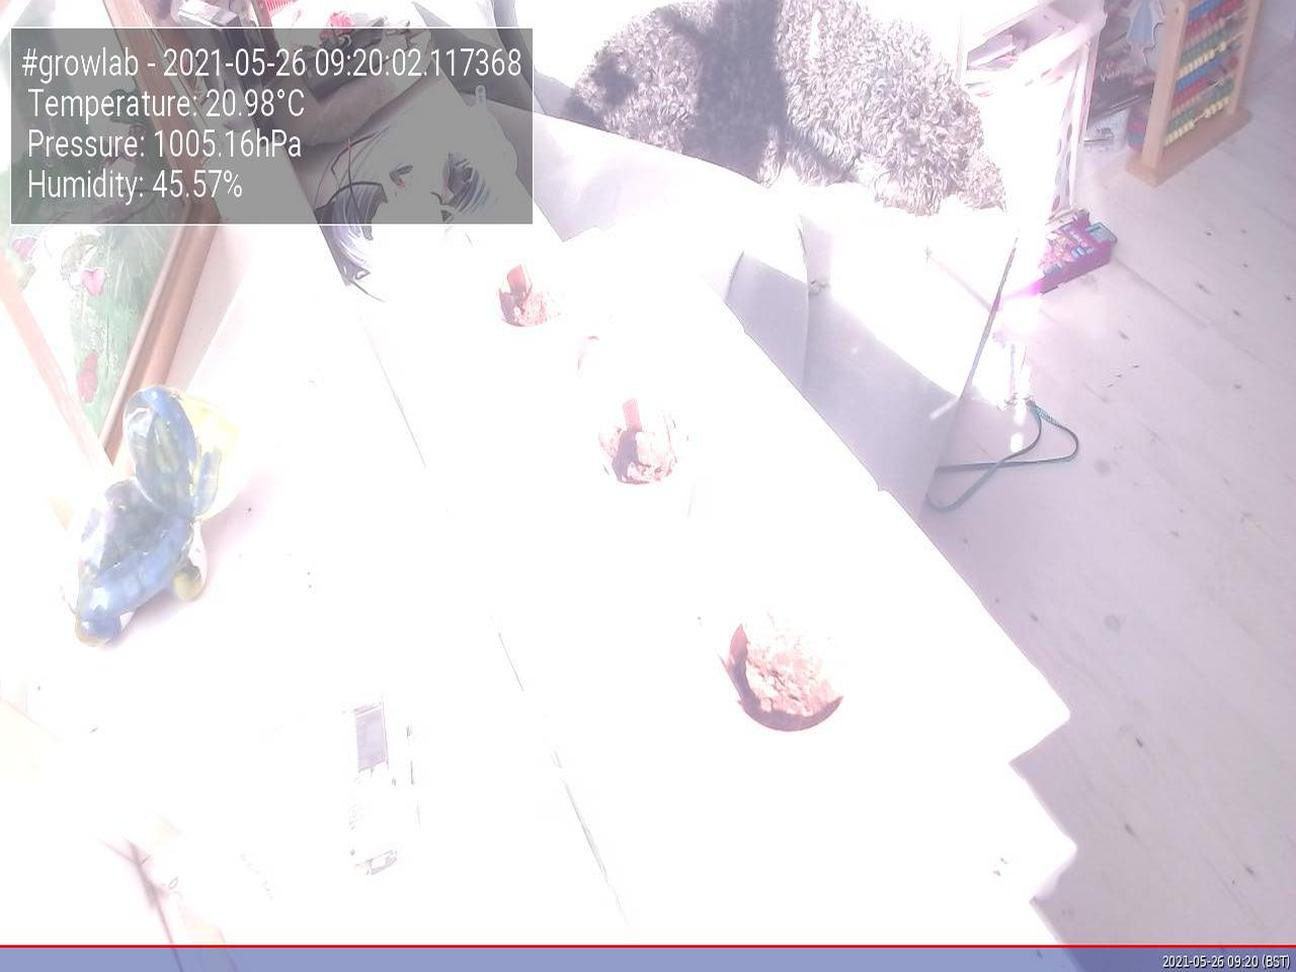 #growlab - 2021-05-26 09:20:02.117368
Temperature: 20.98°C
Pressure: 1005.16hPa
Humidity: 45.57%
2021-05-26 09:20 (BST)